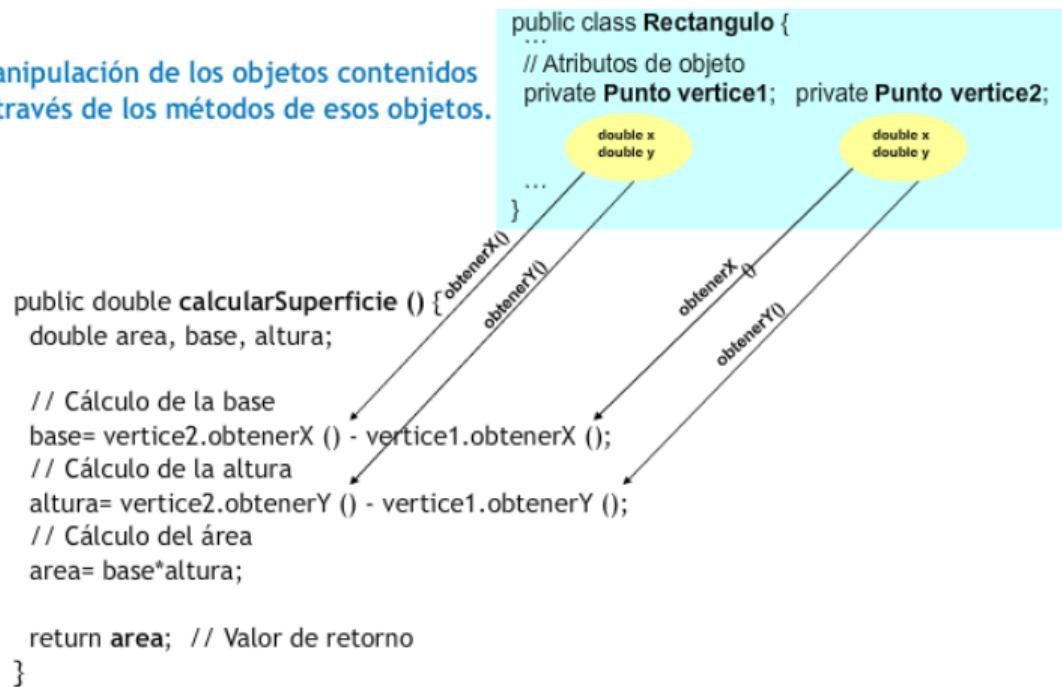 public class Rectangulo {
...
// Atributos de objeto
private Punto vertice1; private Punto vertice2;
double x
double y
double x
double y
...
}
anipulación de los objetos contenidos
través de los métodos de esos objetos.
obtenerX()
obtenerY()
obtenerX
()
obtenerY()
public double calcularSuperficie () {
double area, base, altura;
// Cálculo de la base
base= vertice2.obtenerX () - vertice1.obtenerX ();
// Cálculo de la altura
altura= vertice2.obtenerY () - vertice1.obtenerY ();
// Cálculo del área
area= base*altura;
return area; // Valor de retorno
}